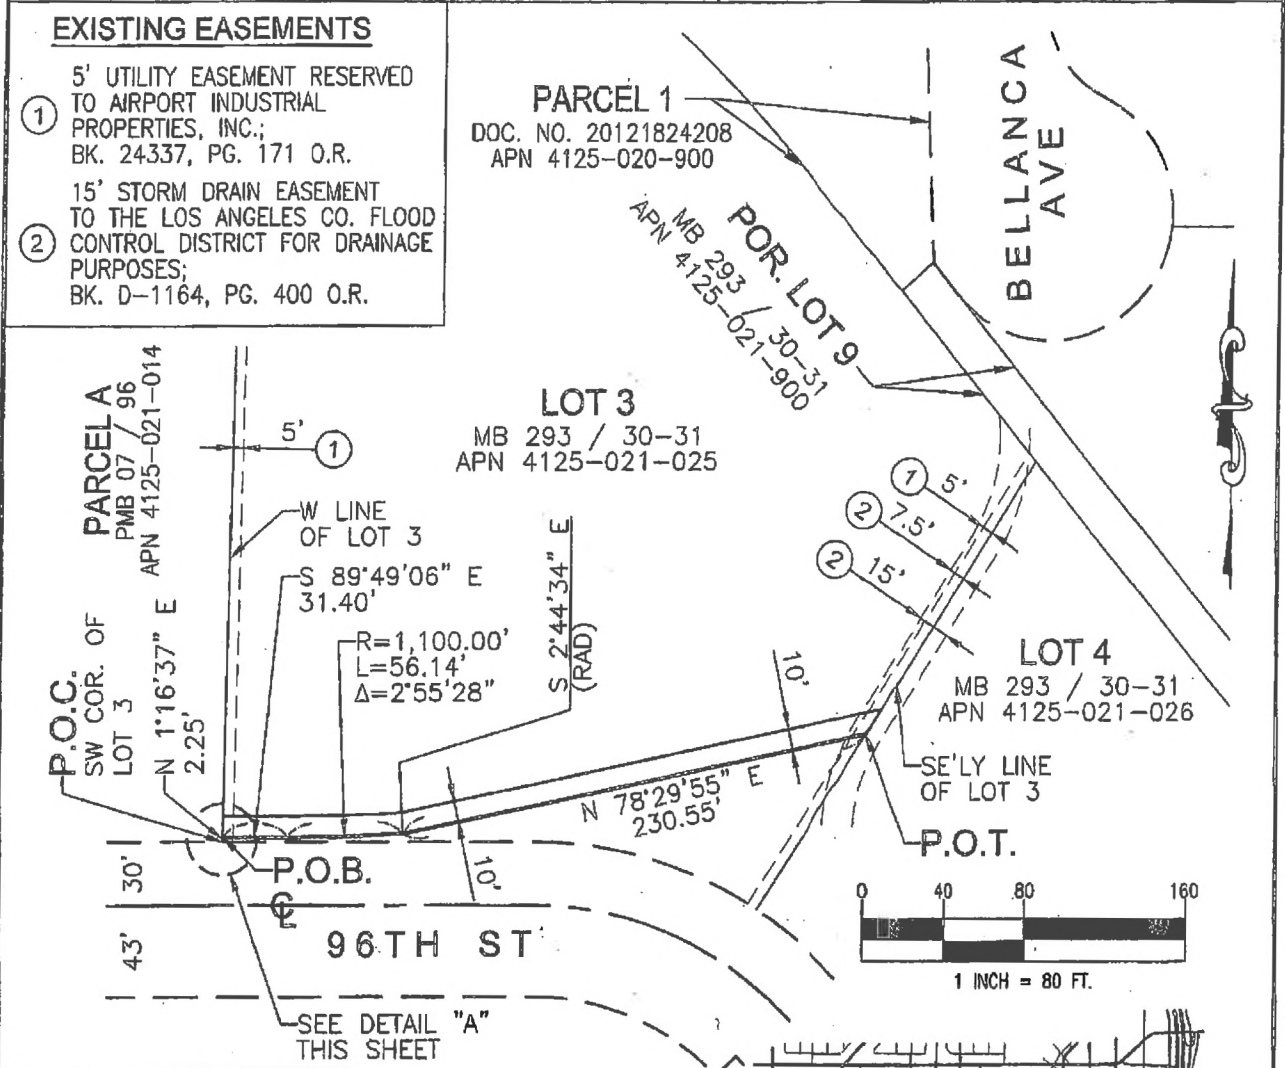 EXISTING EASEMENTS
1
5' UTILITY EASEMENT RESERVED
TO AIRPORT INDUSTRIAL
PROPERTIES, INC.;
BK. 24337, PG. 171 O.R.
2
15' STORM DRAIN EASEMENT
TO THE LOS ANGELES CO. FLOOD
CONTROL DISTRICT FOR DRAINAGE
PURPOSES;
BK. D-1164, PG. 400 O.R.
PARCEL 1
DOC. NO. 20121824208
APN 4125-020-900
BELLANCA
AVE
POR. LOT 9
MB 293 / 30-31
APN 4125-021-900
PARCEL A
PMB 07 / 96
APN 4125-021-014
5'
1
LOT 3
MB 293 / 30-31
APN 4125-021-025
W LINE
OF LOT 3
S 89°49'06" E
31.40'
R=1,100.00'
L=56.14'
Δ=2°55'28"
S 2°44'34" E
(RAD)
1
5'
2
7.5'
2
15'
LOT 4
MB 293 / 30-31
APN 4125-021-026
P.O.C.
SW COR. OF
LOT 3
N 1°16'37" E
2.25'
10'
N 78°29'55" E
230.55'
SE'LY LINE
OF LOT 3
P.O.T.
P.O.B.
10'
30'
43'
96TH ST
SEE DETAIL "A"
THIS SHEET
0 40 80 160
1 INCH = 80 FT.